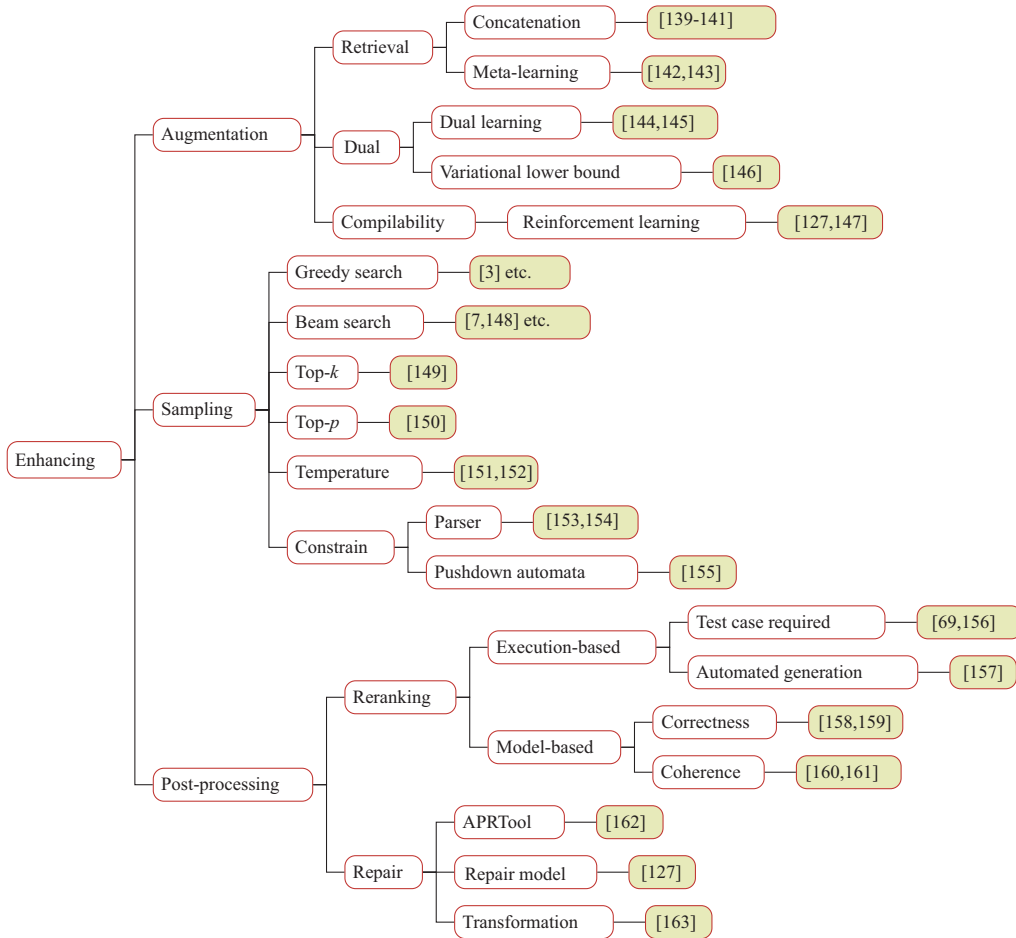 Enhancing
Augmentation
Retrieval
Concatenation
[139-141]
Meta-learning
[142,143]
Dual
Dual learning
[144,145]
Variational lower bound
[146]
Compilability
Reinforcement learning
[127,147]
Sampling
Greedy search
[3] etc.
Beam search
[7,148] etc.
Top-k
[149]
Top-p
[150]
Temperature
[151,152]
Constrain
Parser
[153,154]
Pushdown automata
[155]
Post-processing
Reranking
Execution-based
Test case required
[69,156]
Automated generation
[157]
Model-based
Correctness
[158,159]
Coherence
[160,161]
Repair
APRTool
[162]
Repair model
[127]
Transformation
[163]